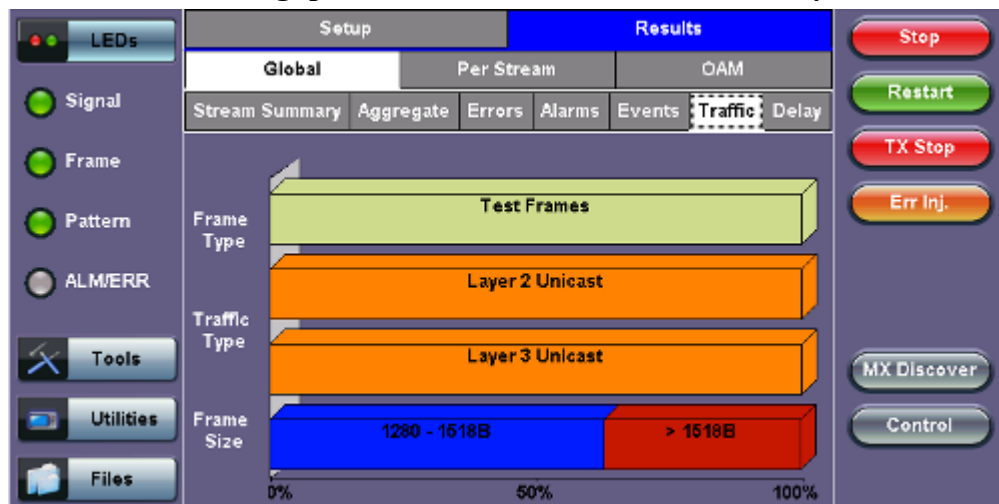 LEDs
Signal
Frame
Pattern
ALM/ERR
Tools
Utilities
Files
Setup Results
Global Per Stream OAM
Stream Summary Aggregate Errors Alarms Events Traffic Delay
Test Frames
Frame
Type
Layer 2 Unicast
Traffic
Type
Layer 3 Unicast
Frame
Size
1280 - 1518B > 1518B
0% 50% 100%
Stop
Restart
TX Stop
Err Inj.
MX Discover
Control